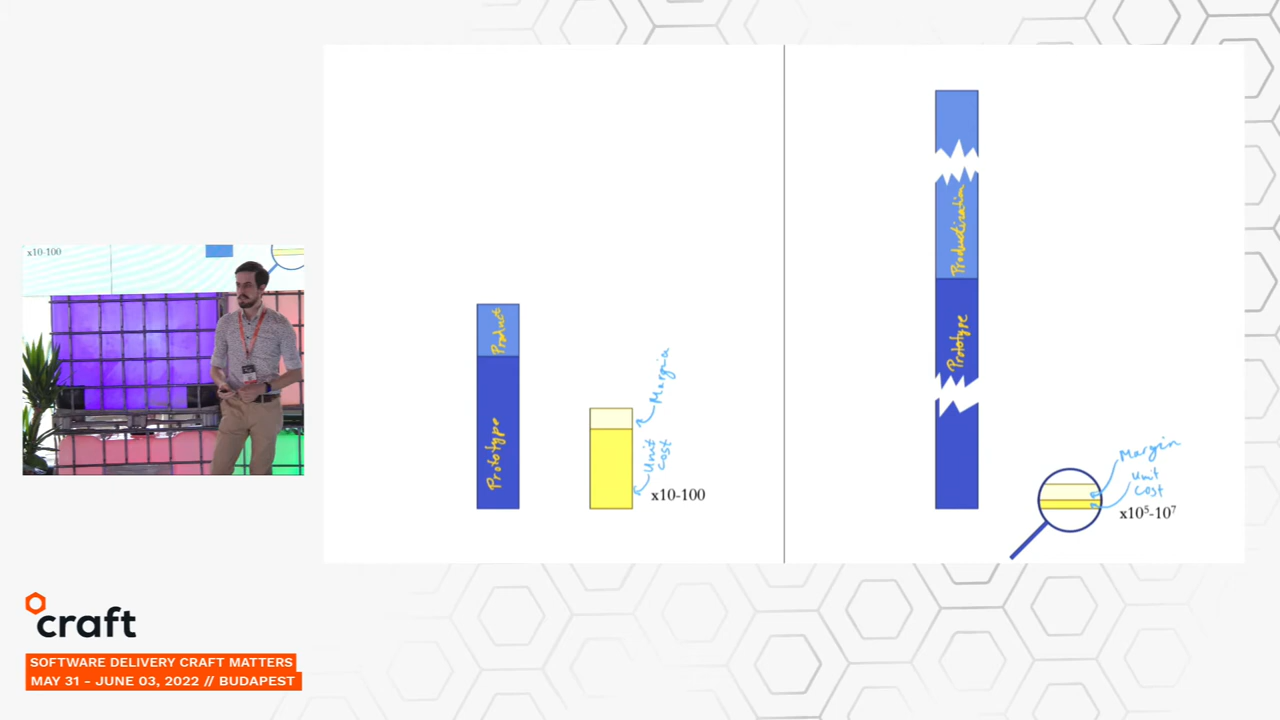 x10-100
Product
Prototype
Margin
Unit
Cost
x10-100
Productization
Prototype
Margin
Unit
Cost
x10⁵-10⁷
craft
SOFTWARE DELIVERY CRAFT MATTERS
MAY 31 - JUNE 03, 2022 // BUDAPEST